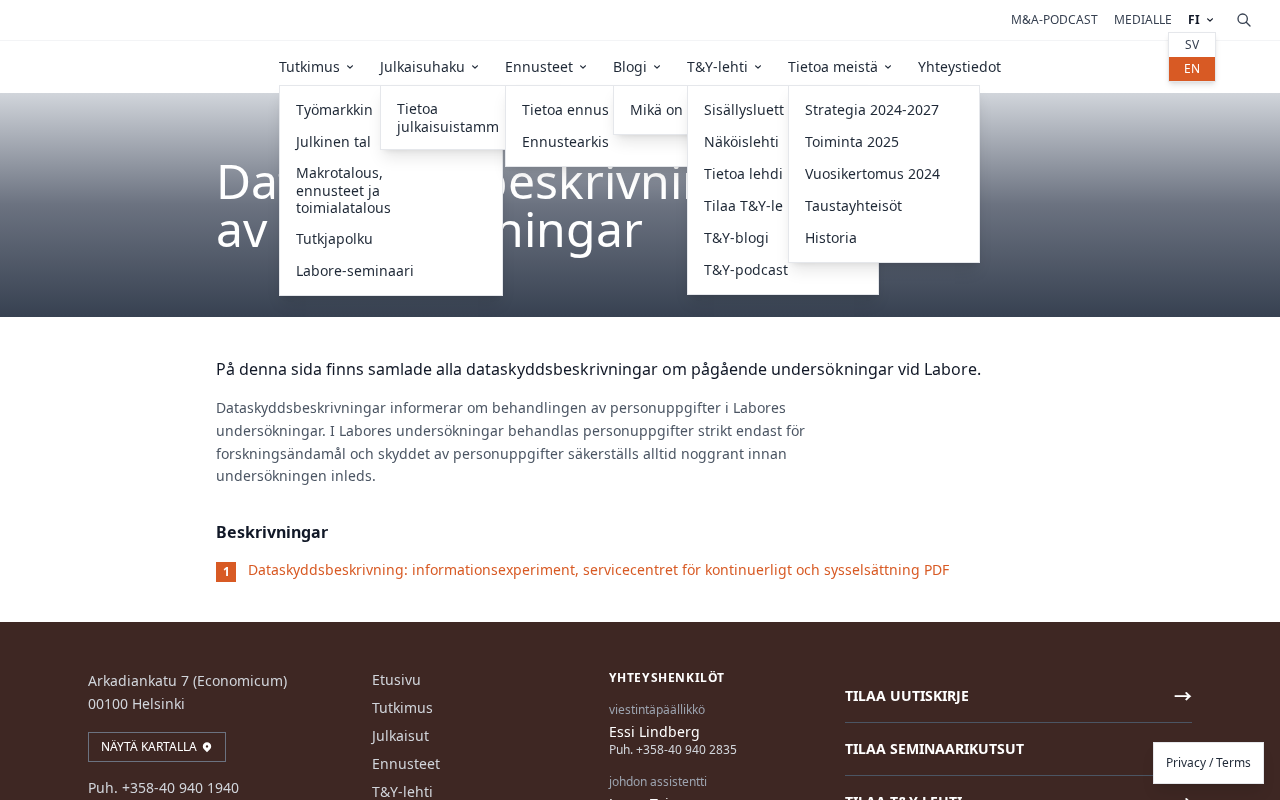 M&A-PODCAST MEDIALLE FI
SV
EN
Tutkimus Julkaisuhaku Ennusteet Blogi T&Y-lehti Tietoa meistä Yhteystiedot
Työmarkkin
Julkinen tal
Makrotalous,
ennusteet ja
toimialatalous
Tutkjapolku
Labore-seminaari
Tietoa
julkaisuistamm
Tietoa ennus
Ennustearkis
Mikä on
Sisällysluett
Näköislehti
Tietoa lehdi
Tilaa T&Y-le
T&Y-blogi
T&Y-podcast
Strategia 2024-2027
Toiminta 2025
Vuosikertomus 2024
Taustayhteisöt
Historia
av ningar
På denna sida finns samlade alla dataskyddsbeskrivningar om pågående undersökningar vid Labore.
Dataskyddsbeskrivningar informerar om behandlingen av personuppgifter i Labores
undersökningar. I Labores undersökningar behandlas personuppgifter strikt endast för
forskningsändamål och skyddet av personuppgifter säkerställs alltid noggrant innan
undersökningen inleds.
Beskrivningar
1 Dataskyddsbeskrivning: informationsexperiment, servicecentret för kontinuerligt och sysselsättning PDF
Arkadiankatu 7 (Economicum)
00100 Helsinki
NÄYTÄ KARTALLA
Puh. +358-40 940 1940
Etusivu
Tutkimus
Julkaisut
Ennusteet
T&Y-lehti
YHTEYSHENKILÖT
viestintäpäällikkö
Essi Lindberg
Puh. +358-40 940 2835
johdon assistentti
TILAA UUTISKIRJE
TILAA SEMINAARIKUTSUT
TILAA T&Y-LEHTI
Privacy / Terms